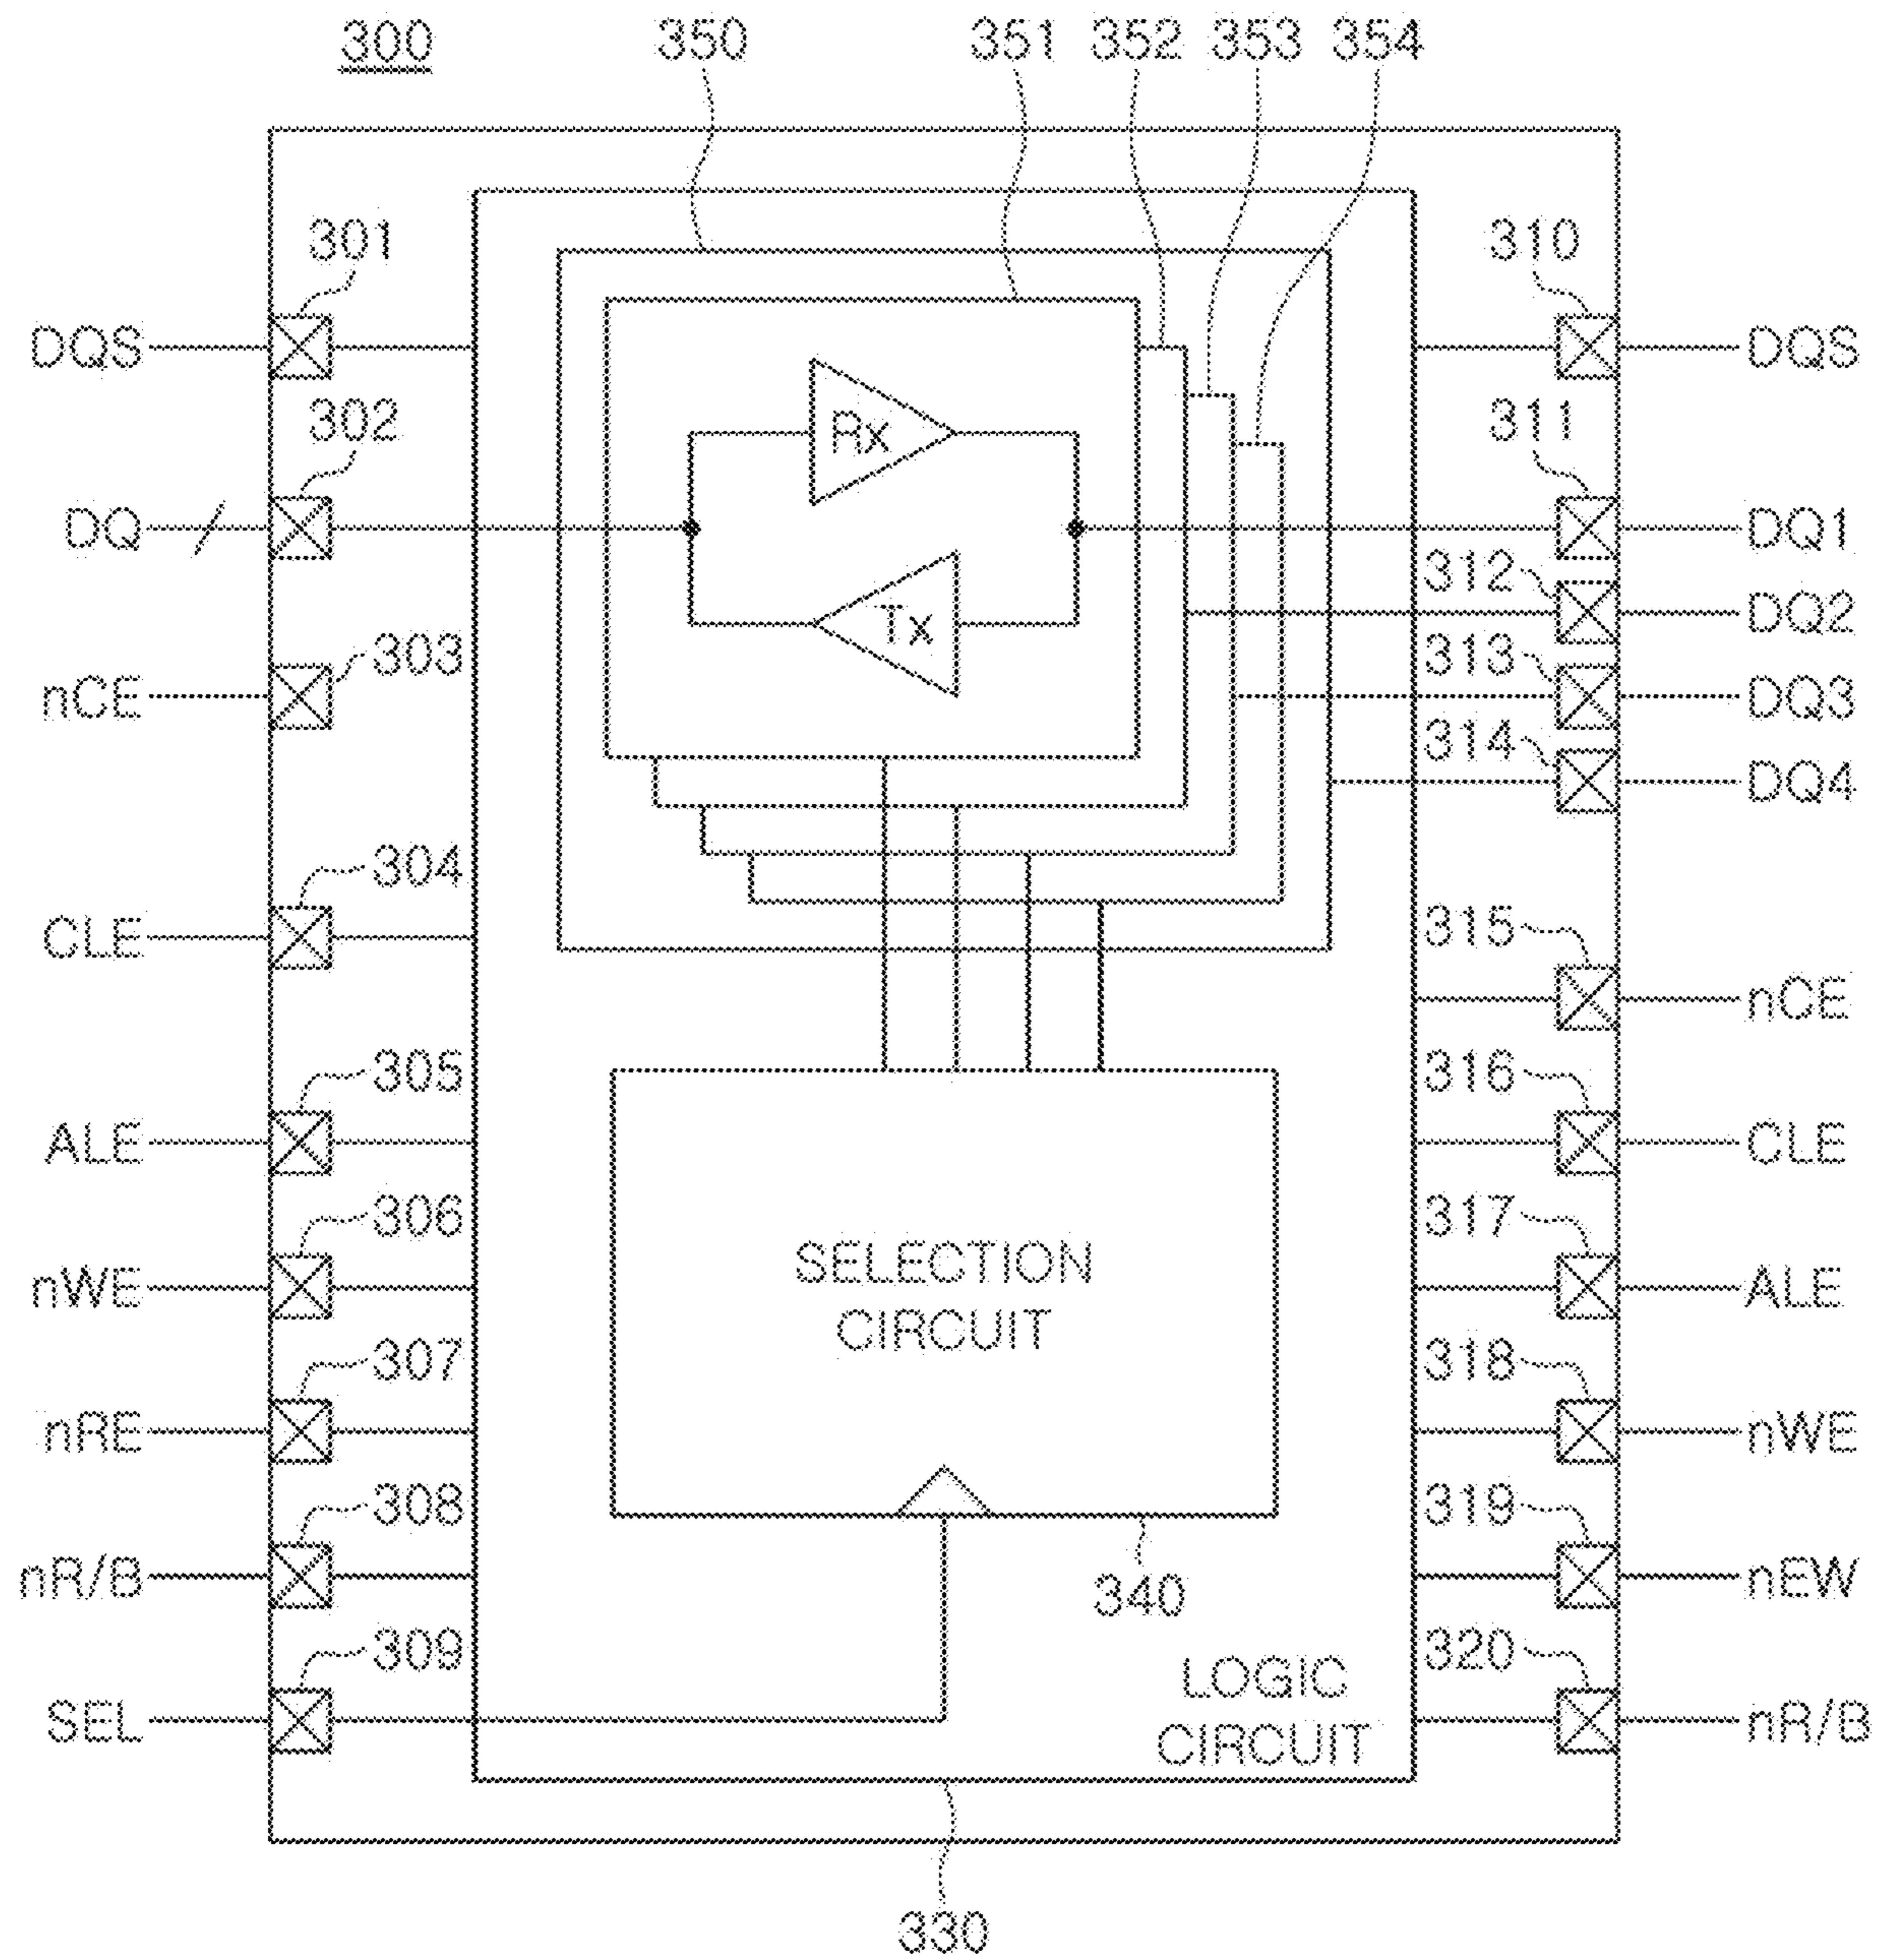 300
350
351
352
353
354
301
310
DQS
DQS
302
311
DQ
DQ1
Rx
312
DQ2
Tx
303
313
nCE
DQ3
314
DQ4
304
315
CLE
nCE
305
316
ALE
CLE
306
317
nWE
ALE
SELECTION
CIRCUIT
307
318
nRE
nWE
308
319
nR/B
nEW
340
309
320
SEL
nR/B
LOGIC
CIRCUIT
330